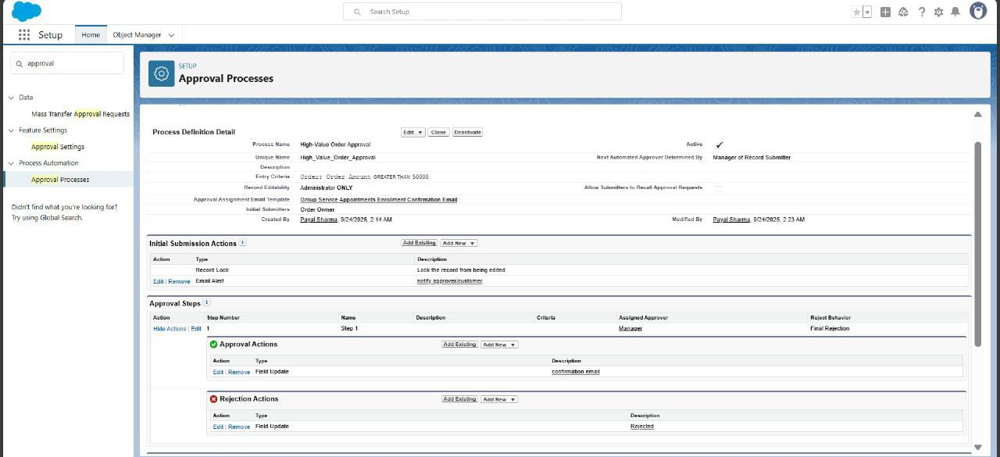 Search Setup
Setup Home Object Manager
approval
SETUP
Approval Processes
Data
Mass Transfer Approval Requests
Feature Settings
Approval Settings
Process Automation
Approval Processes
Didn't find what you're looking for?
Try using Global Search.
Process Definition Detail Edit Clone Deactivate
Process Name High-Value Order Approval Active
Unique Name High_Value_Order_Approval Next Automated Approver Determined By Manager of Record Submitter
Description
Entry Criteria Order: Order Amount GREATER THAN 50000
Record Editability Administrator ONLY Allow Submitters to Recall Approval Requests
Approval Assignment Email Template Group Service Appointments Enrollment Confirmation Email
Initial Submitters Order Owner
Created By Payal Sharma, 9/24/2025, 2:14 AM Modified By Payal Sharma, 9/24/2025, 2:23 AM
Initial Submission Actions i Add Existing Add New
Action Type Description
Record Lock Lock the record from being edited
Edit | Remove Email Alert notify approver/customer.
Approval Steps i
Action Step Number Name Description Criteria Assigned Approver Reject Behavior
Hide Actions | Edit 1 Step 1 Manager Final Rejection
Approval Actions Add Existing Add New
Action Type Description
Edit | Remove Field Update confirmation email
Rejection Actions Add Existing Add New
Action Type Description
Edit | Remove Field Update Rejected